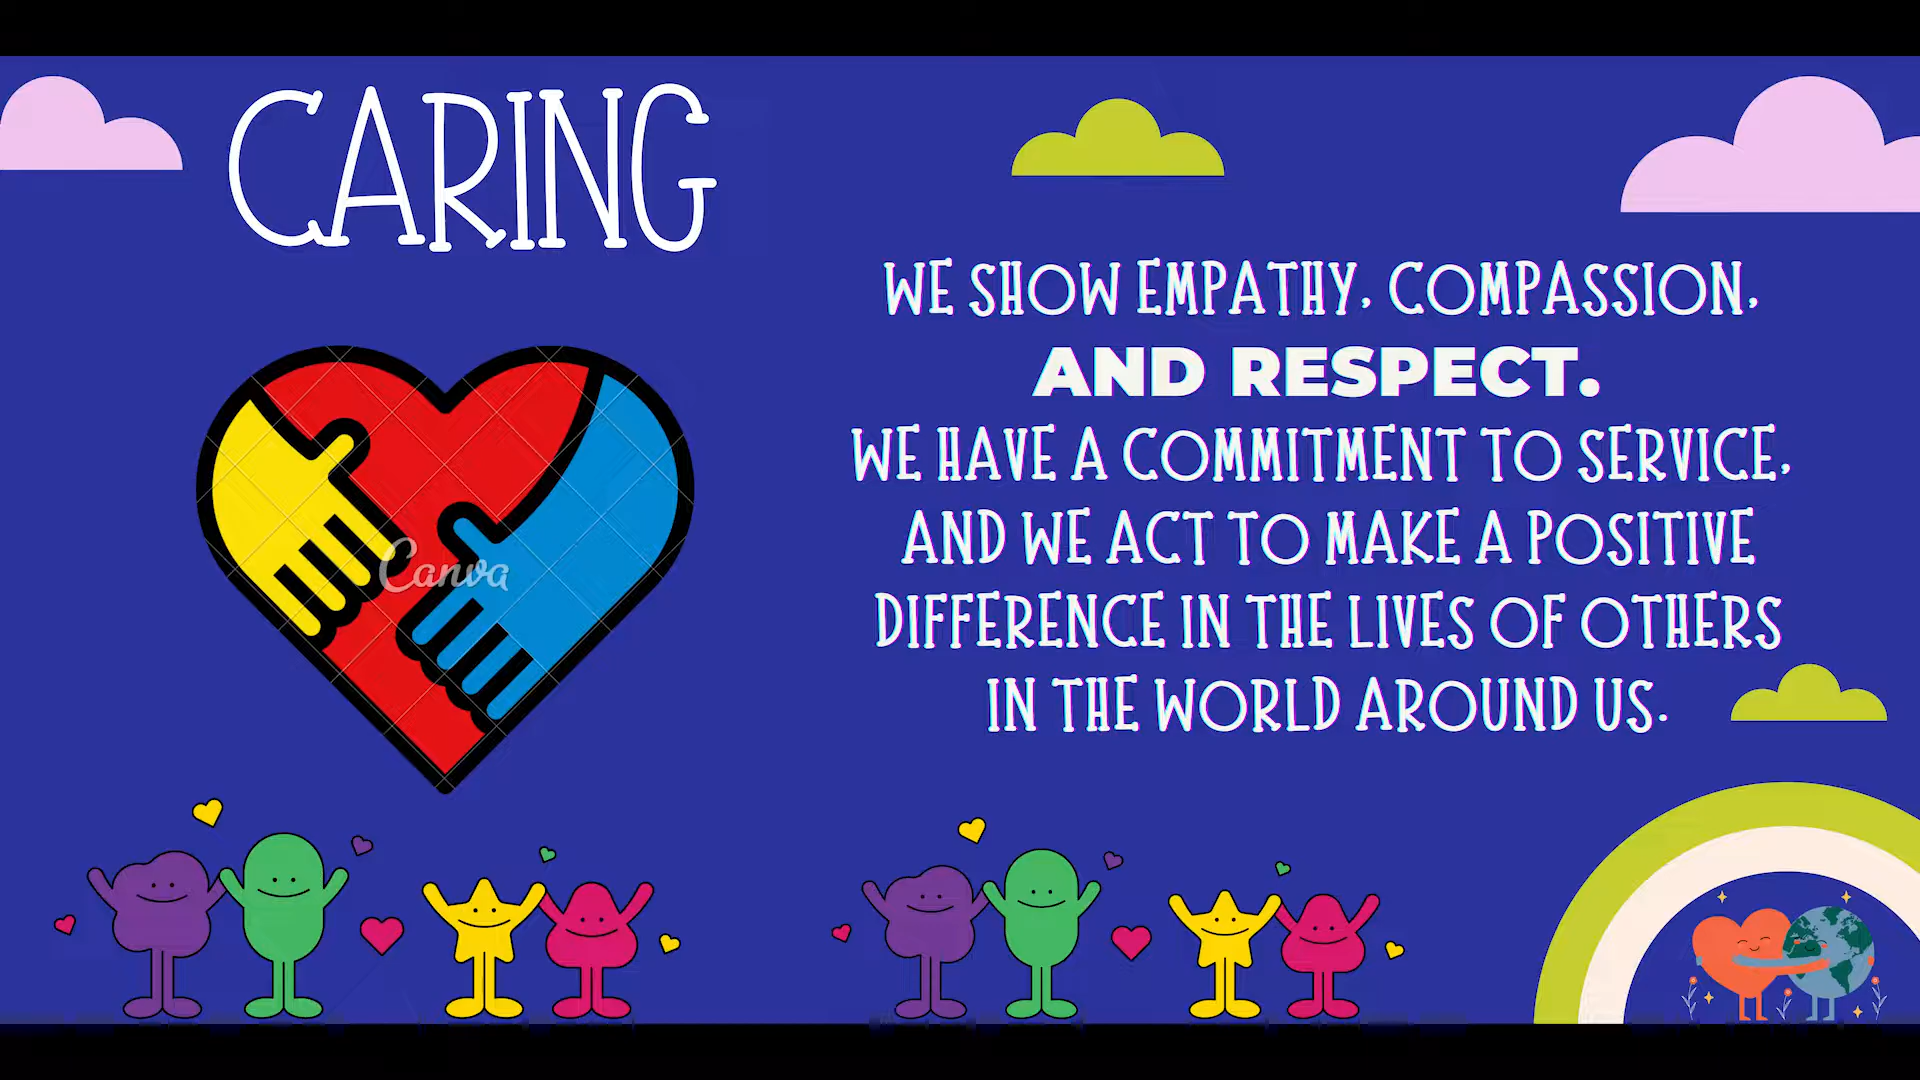 CARING
WE SHOW EMPATHY, COMPASSION,
AND RESPECT.
WE HAVE A COMMITMENT TO SERVICE,
AND WE ACT TO MAKE A POSITIVE
DIFFERENCE IN THE LIVES OF OTHERS
IN THE WORLD AROUND US.
Canva